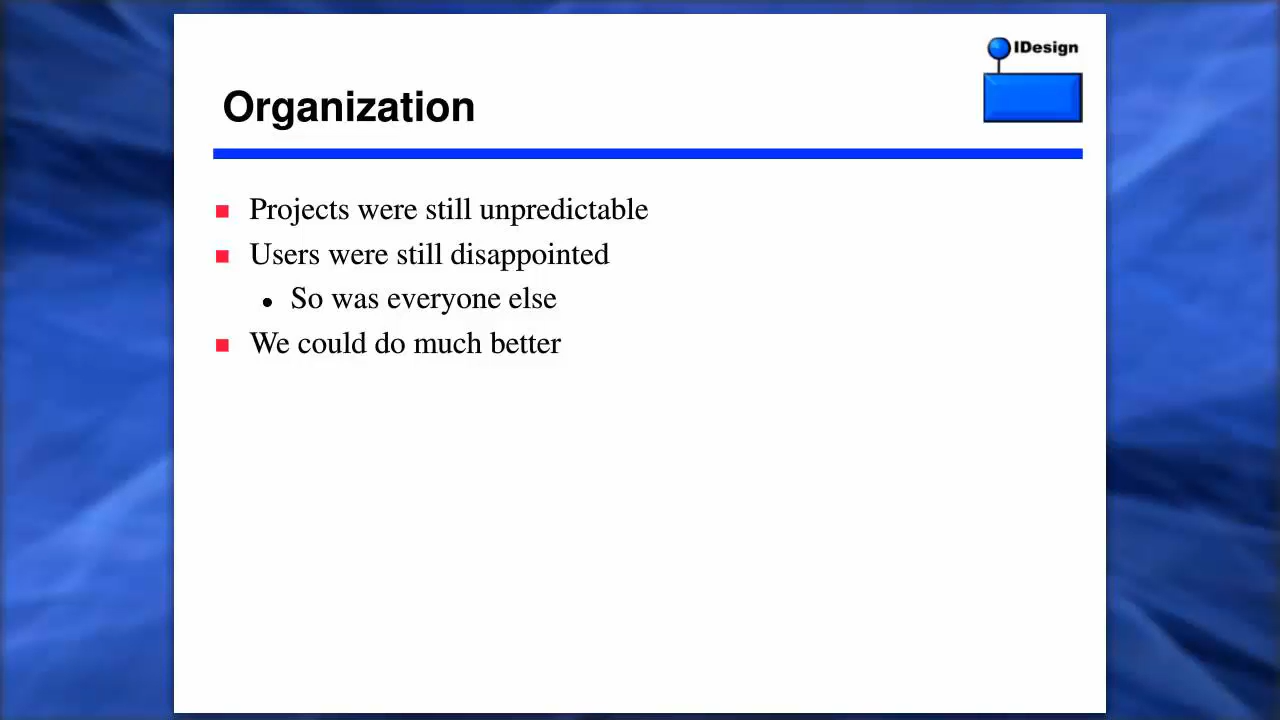 IDesign
Organization
Projects were still unpredictable
Users were still disappointed
So was everyone else
We could do much better